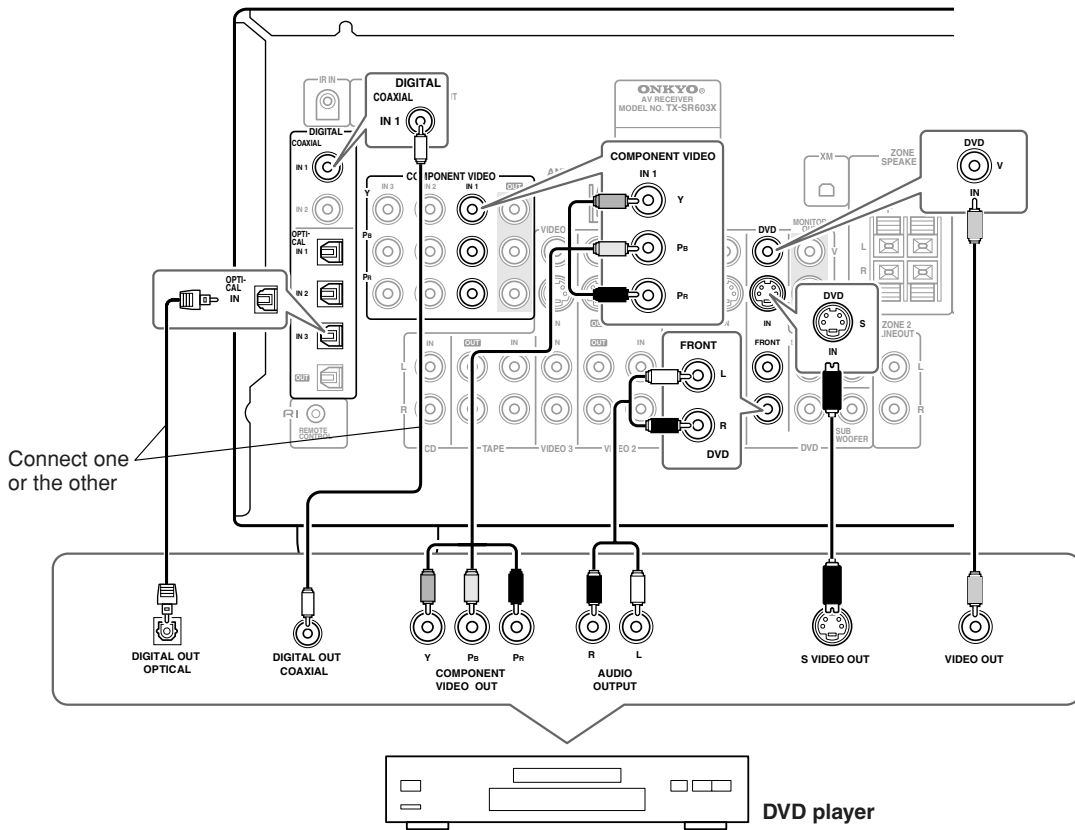 IR IN
DIGITAL
COAXIAL
IN 1
ONKYO®
AV RECEIVER
MODEL NO. TX-SR603X
DIGITAL
COAXIAL
IN 1
IN 2
OPTI-
CAL
IN 1
IN 2
IN 3
OUT
RI
REMOTE
CONTROL
OPTI-
CAL
IN
COMPONENT VIDEO
IN 3
IN 2
IN 1
OUT
Y
PB
PR
COMPONENT VIDEO
IN 1
Y
PB
PR
VIDEO
DVD
MONITOR
OUT
V
XM
ZONE
SPEAKE
L
R
DVD
V
IN
DVD
S
IN
IN
IN
OUT
IN
IN
OUT
IN
FRONT
FRONT
L
R
DVD
L
R
CD
TAPE
VIDEO 3
VIDEO 2
DVD
SUB
WOOFER
ZONE 2
LINEOUT
L
R
Connect one
or the other
DIGITAL OUT
OPTICAL
DIGITAL OUT
COAXIAL
Y PB PR
COMPONENT
VIDEO OUT
R L
AUDIO
OUTPUT
S VIDEO OUT
VIDEO OUT
DVD player